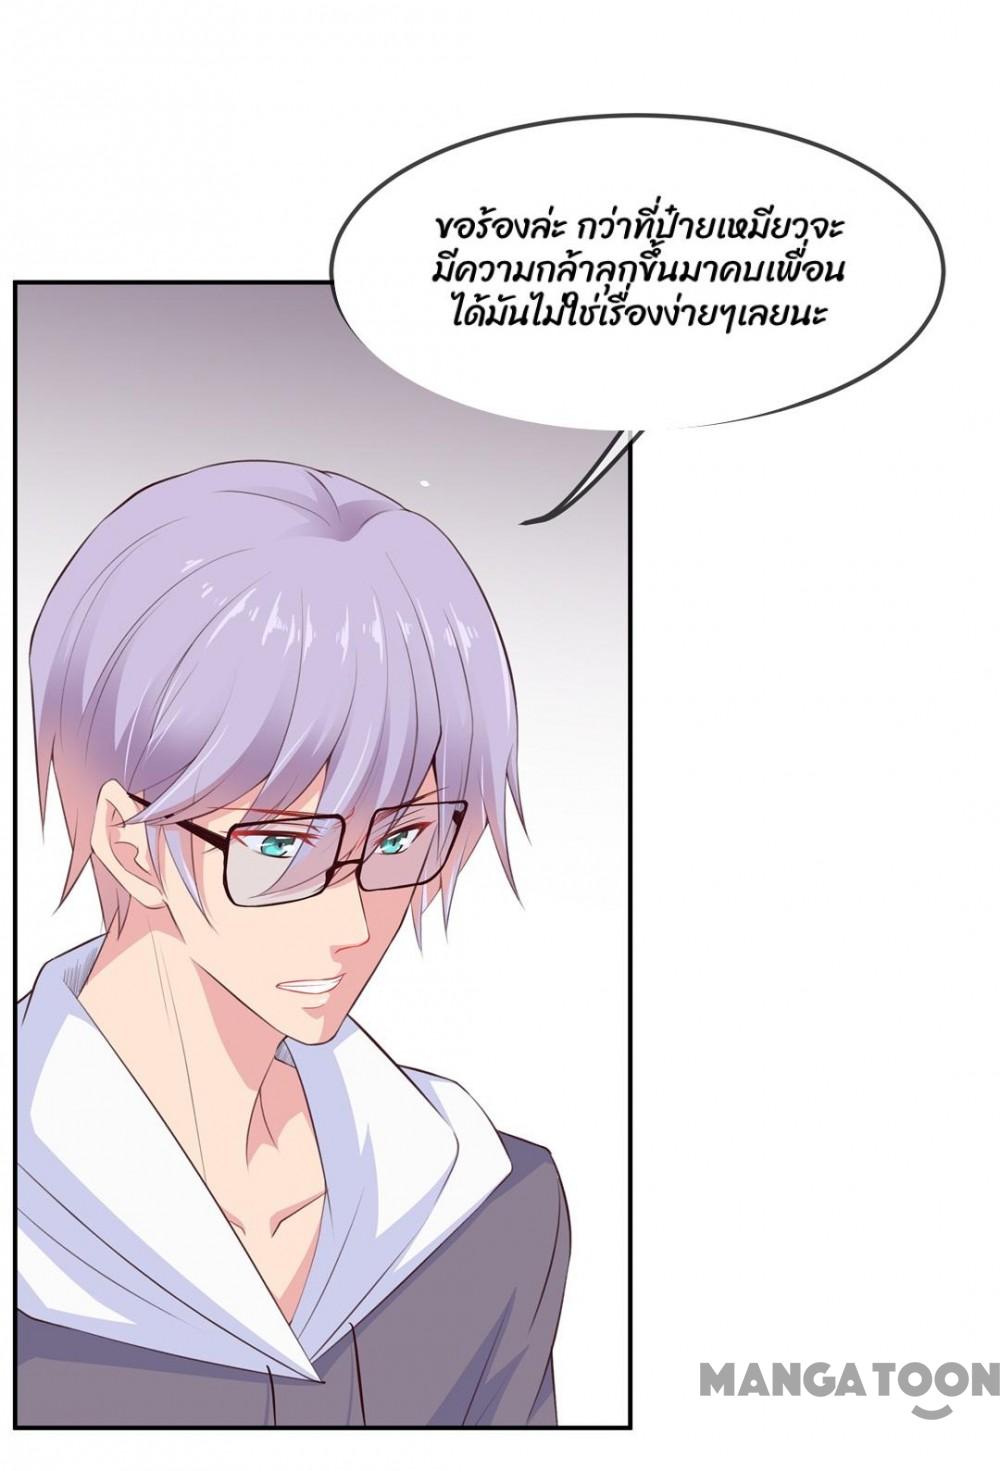 ขอร้องล่ะ กว่าที่ป๋ายเหมียวจะ
มีความกล้าลุกขึ้นมาคบเพื่อน
ได้มันไม่ใช่เรื่องง่ายๆเลยนะ
MANGATOON